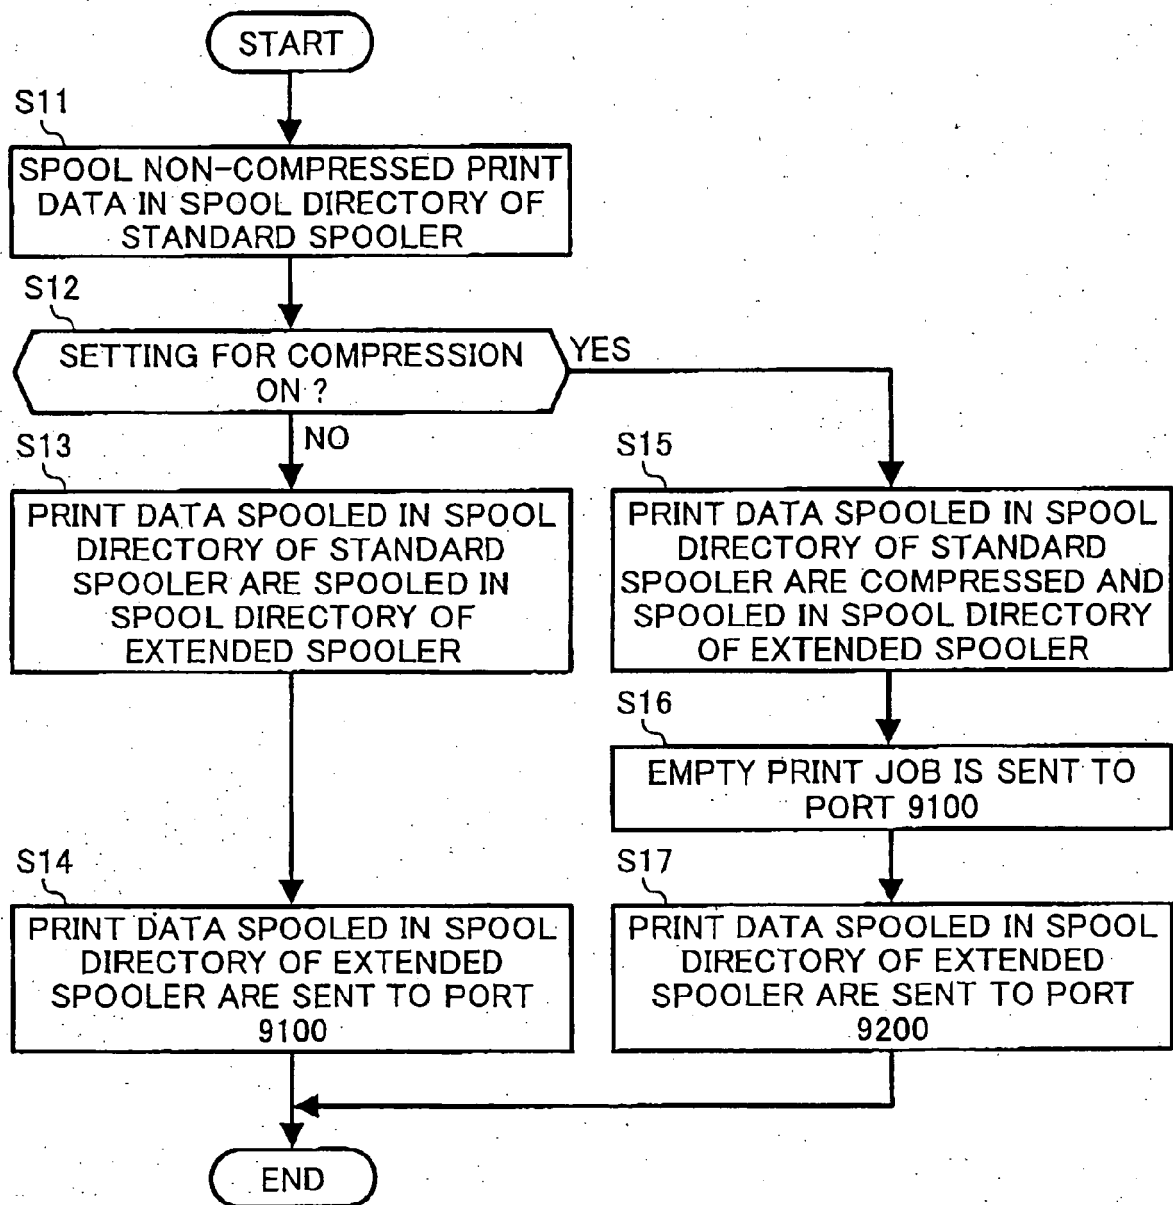 START
S11
SPOOL NON-COMPRESSED PRINT
DATA IN SPOOL DIRECTORY OF
STANDARD SPOOLER
S12
SETTING FOR COMPRESSION
ON ?
YES
NO
S13
PRINT DATA SPOOLED IN SPOOL
DIRECTORY OF STANDARD
SPOOLER ARE SPOOLED IN
SPOOL DIRECTORY OF
EXTENDED SPOOLER
S14
PRINT DATA SPOOLED IN SPOOL
DIRECTORY OF EXTENDED
SPOOLER ARE SENT TO PORT
9100
S15
PRINT DATA SPOOLED IN SPOOL
DIRECTORY OF STANDARD
SPOOLER ARE COMPRESSED AND
SPOOLED IN SPOOL DIRECTORY
OF EXTENDED SPOOLER
S16
EMPTY PRINT JOB IS SENT TO
PORT 9100
S17
PRINT DATA SPOOLED IN SPOOL
DIRECTORY OF EXTENDED
SPOOLER ARE SENT TO PORT
9200
END